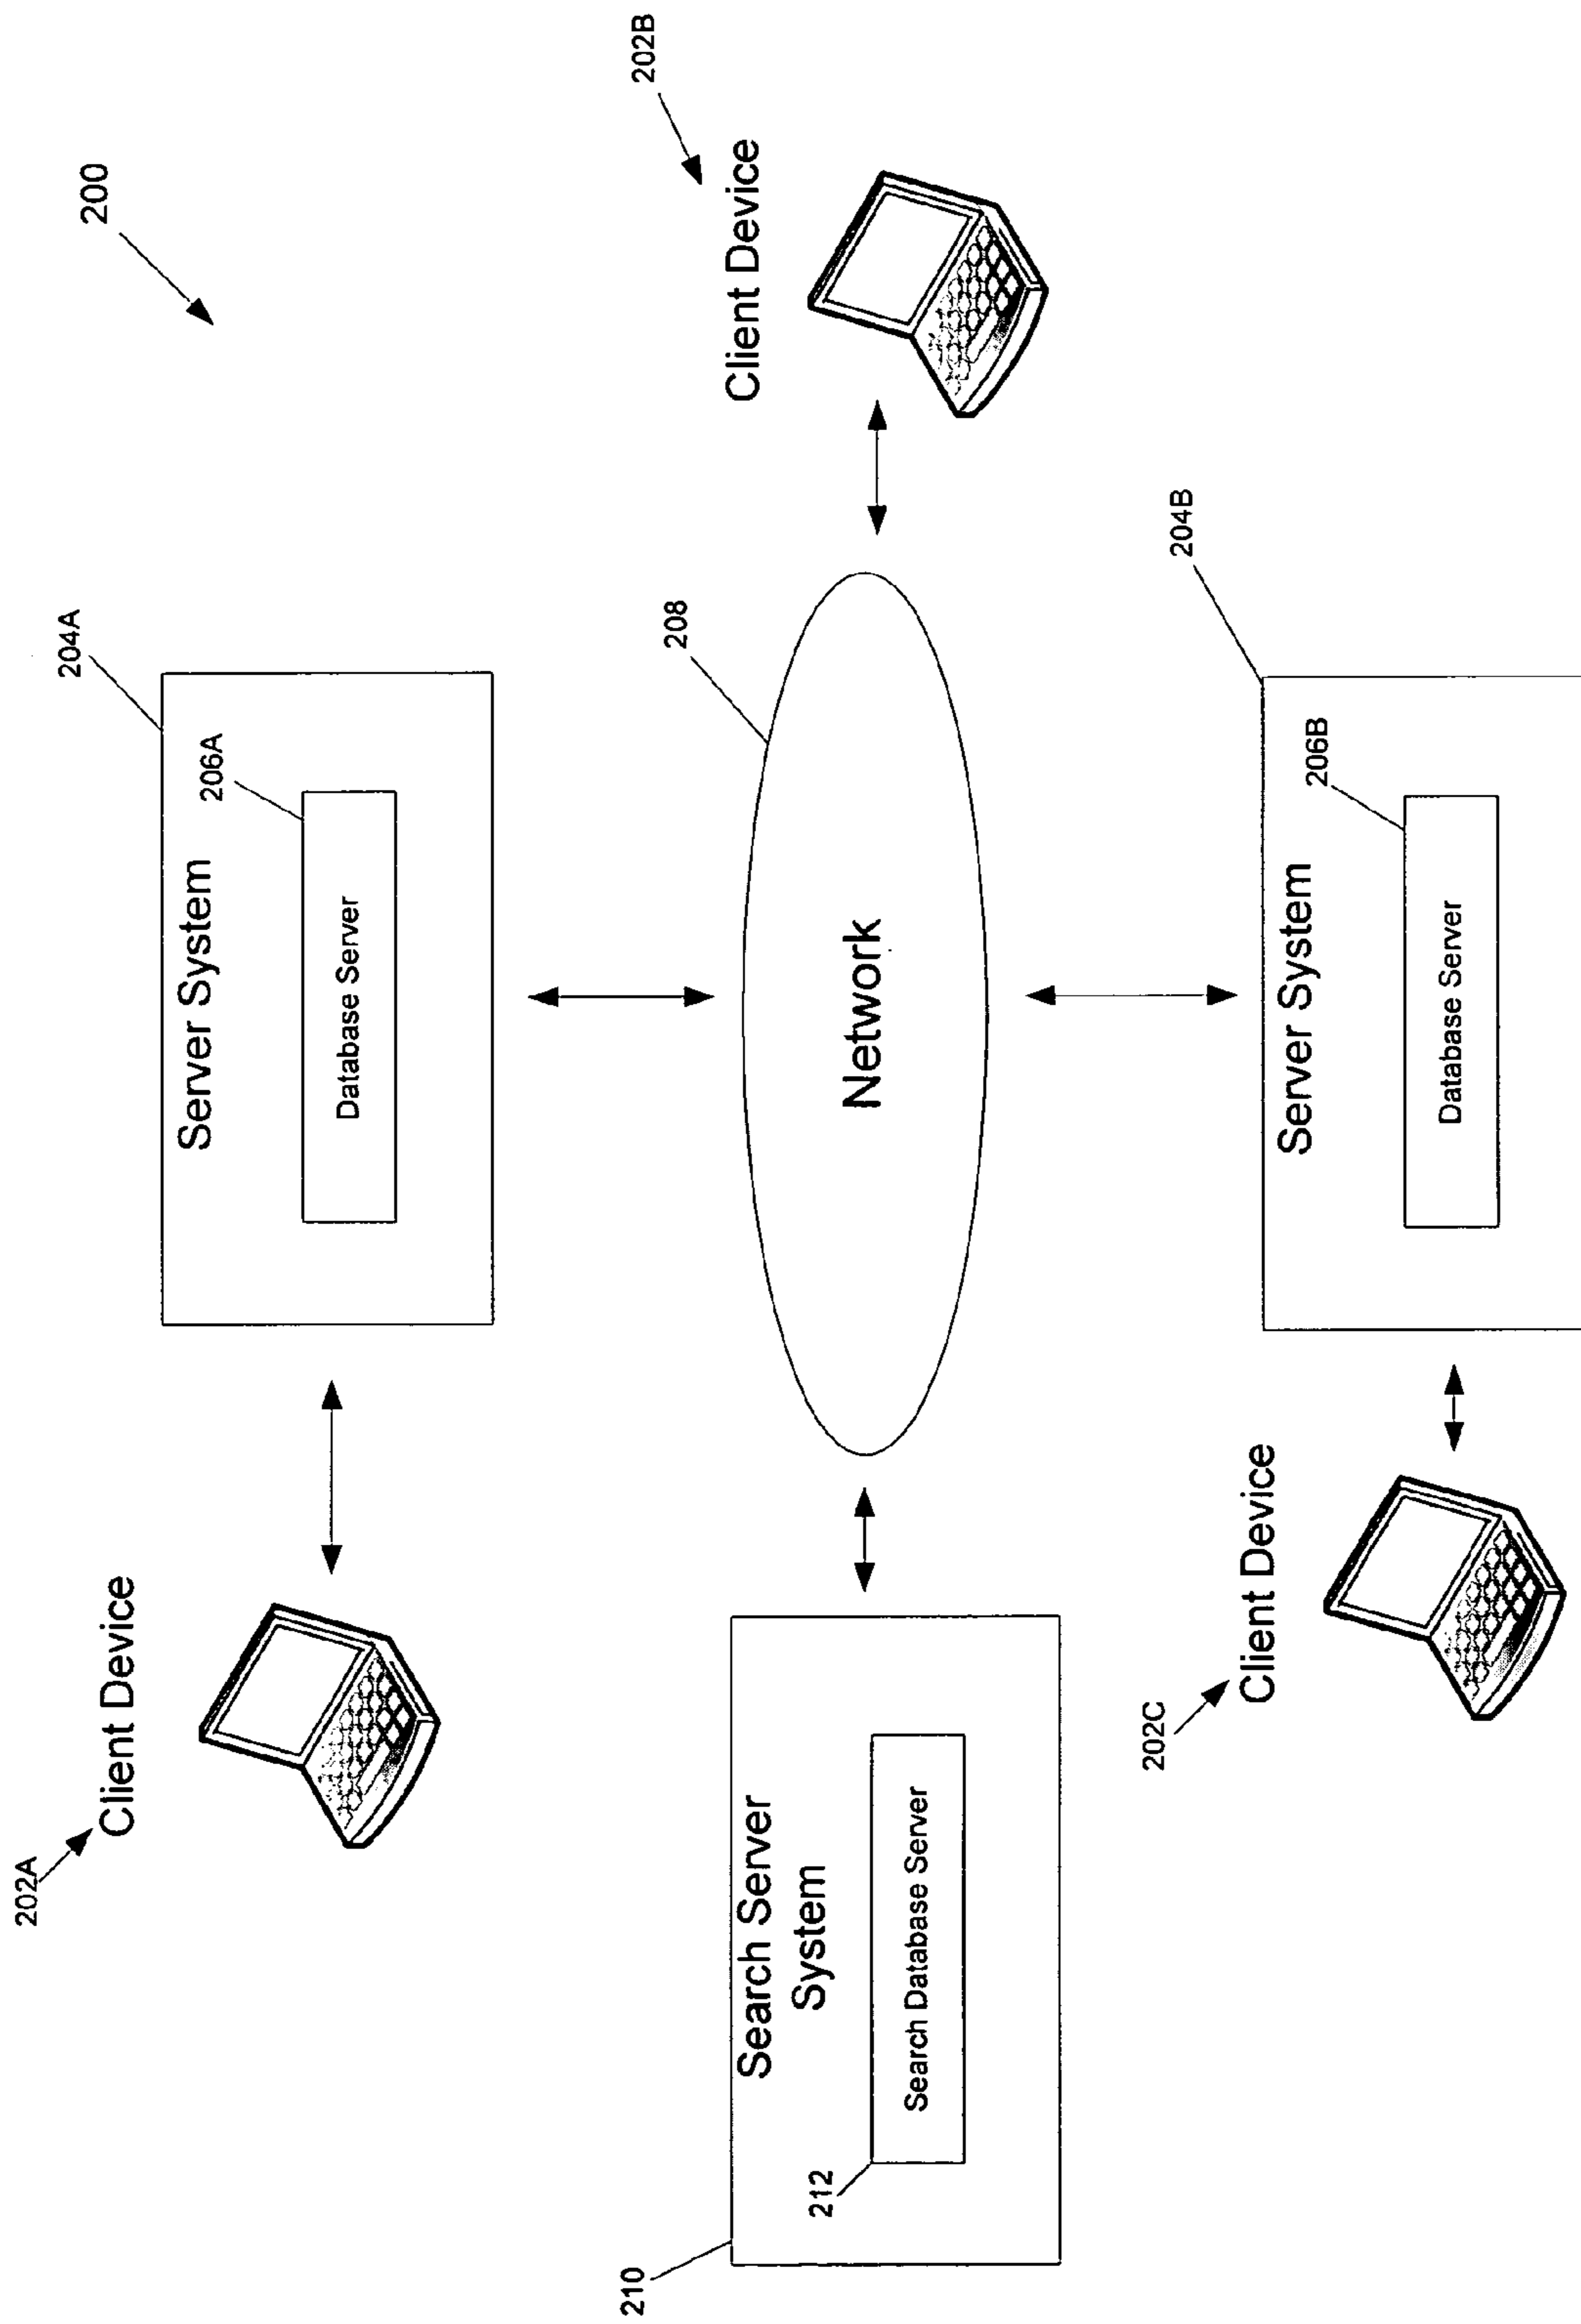 200
202A
Client Device
204A
Server System
206A
Database Server
202B
Client Device
208
Network
210
Search Server
System
212
Search Database Server
202C
Client Device
204B
Server System
206B
Database Server